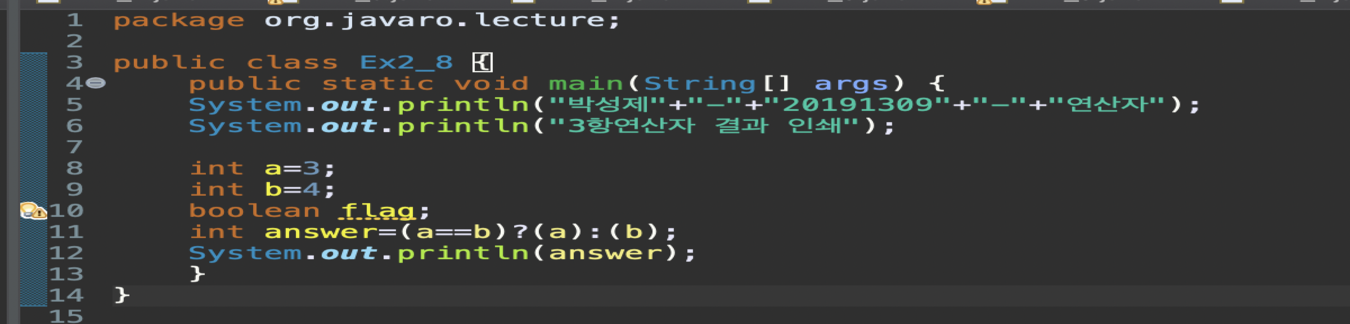 1 package org.javaro.lecture;
2
3 public class Ex2_8 {
4 public static void main(String[] args) {
5 System.out.println("박성제"+"-"+"20191309"+"-"+"연산자");
6 System.out.println("3항연산자 결과 인쇄");
7
8 int a=3;
9 int b=4;
10 boolean flag;
11 int answer=(a==b)?(a):(b);
12 System.out.println(answer);
13 }
14 }
15